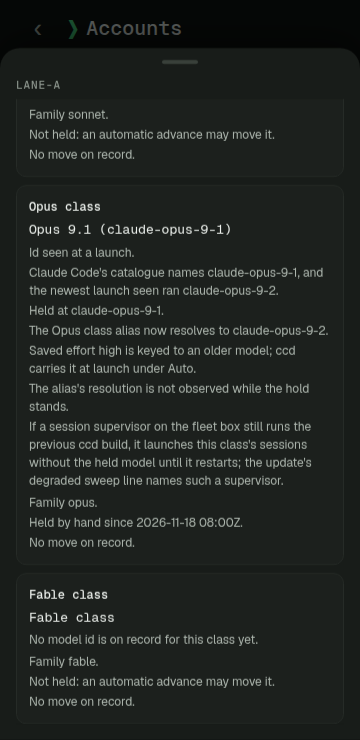 Accounts
LANE-A
Family sonnet.
Not held: an automatic advance may move it.
No move on record.
Opus class
Opus 9.1 (claude-opus-9-1)
Id seen at a launch.
Claude Code's catalogue names claude-opus-9-1, and
the newest launch seen ran claude-opus-9-2.
Held at claude-opus-9-1.
The Opus class alias now resolves to claude-opus-9-2.
Saved effort high is keyed to an older model; ccd
carries it at launch under Auto.
The alias's resolution is not observed while the hold
stands.
If a session supervisor on the fleet box still runs the
previous ccd build, it launches this class's sessions
without the held model until it restarts; the update's
degraded sweep line names such a supervisor.
Family opus.
Held by hand since 2026-11-18 08:00Z.
No move on record.
Fable class
Fable class
No model id is on record for this class yet.
Family fable.
Not held: an automatic advance may move it.
No move on record.